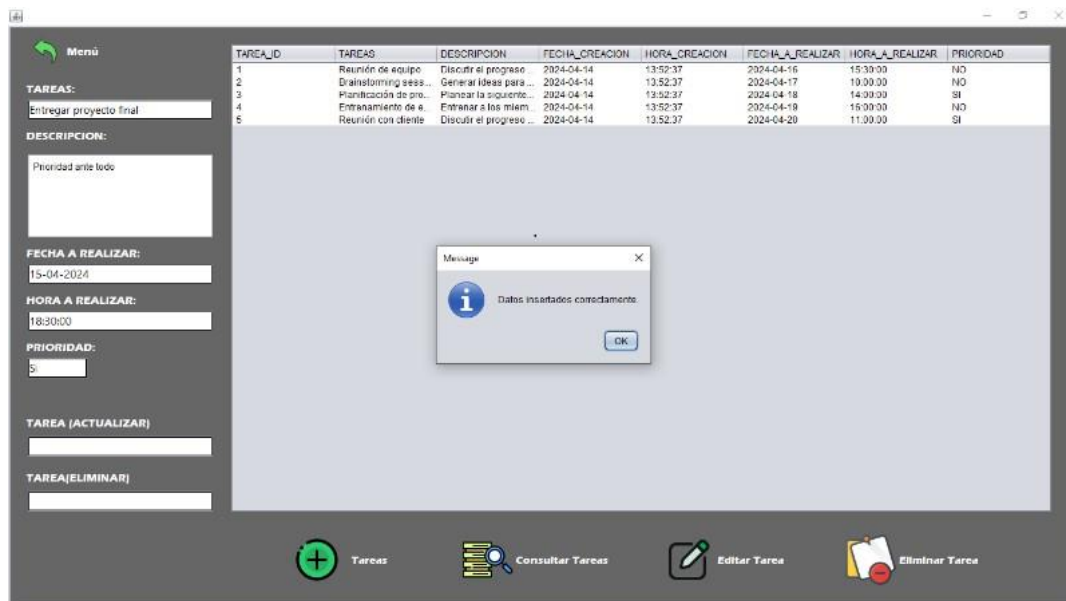 Menú
TAREAS:
Entregar proyecto final
DESCRIPCION:
Prioridad ante todo
FECHA A REALIZAR:
15-04-2024
HORA A REALIZAR:
18:30:00
PRIORIDAD:
Si
TAREA (ACTUALIZAR)
TAREA(ELIMINAR)
TAREA_ID TAREAS DESCRIPCION FECHA_CREACION HORA_CREACION FECHA_A_REALIZAR HORA_A_REALIZAR PRIORIDAD
1 Reunión de equipo Discutir el progreso ... 2024-04-14 13:52:37 2024-04-16 15:30:00 NO
2 Brainstorming sess... Generar ideas para ... 2024-04-14 13:52:37 2024-04-17 10:00:00 NO
3 Planificación de pro... Planear la siguiente... 2024-04-14 13:52:37 2024-04-18 14:00:00 SI
4 Entrenamiento de e... Entrenar a los miem... 2024-04-14 13:52:37 2024-04-19 16:00:00 NO
5 Reunión con cliente Discutir el progreso ... 2024-04-14 13:52:37 2024-04-20 11:00:00 SI
Message
Datos insertados correctamente
OK
Tareas Consultar Tareas Editar Tarea Eliminar Tarea